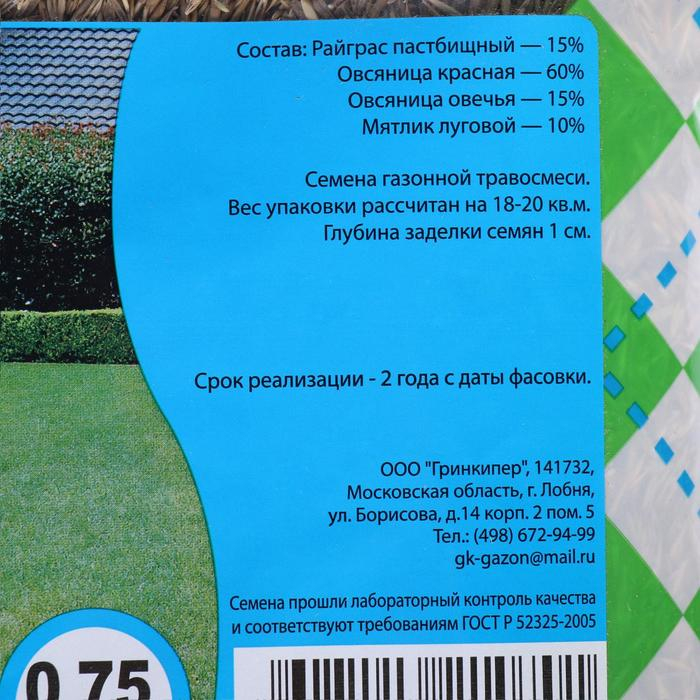 Состав: Райграс пастбищный — 15%
Овсяница красная — 60%
Овсяница овечья — 15%
Мятлик луговой — 10%
Семена газонной травосмеси.
Вес упаковки рассчитан на 18-20 кв.м.
Глубина заделки семян 1 см.
Срок реализации - 2 года с даты фасовки.
ООО "Гринкипер", 141732,
Московская область, г. Лобня,
ул. Борисова, д.14 корп. 2 пом. 5
Тел.: (498) 672-94-99
gk-gazon@mail.ru
Семена прошли лабораторный контроль качества
и соответствуют требованиям ГОСТ Р 52325-2005
0,75